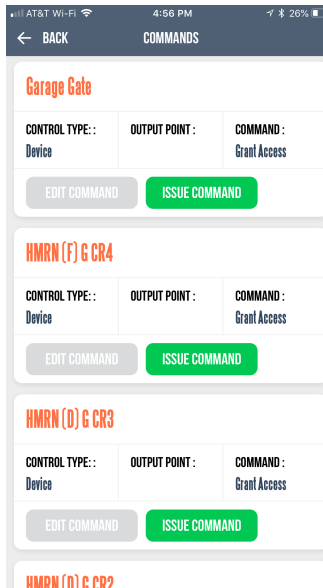 AT&T Wi-Fi 4:56 PM 26%
← BACK COMMANDS
Garage Gate
CONTROL TYPE: : OUTPUT POINT : COMMAND :
Device Grant Access
EDIT COMMAND ISSUE COMMAND
HMRN (F) G CR4
CONTROL TYPE: : OUTPUT POINT : COMMAND :
Device Grant Access
EDIT COMMAND ISSUE COMMAND
HMRN (D) G CR3
CONTROL TYPE: : OUTPUT POINT : COMMAND :
Device Grant Access
EDIT COMMAND ISSUE COMMAND
HMRN (D) G CR2